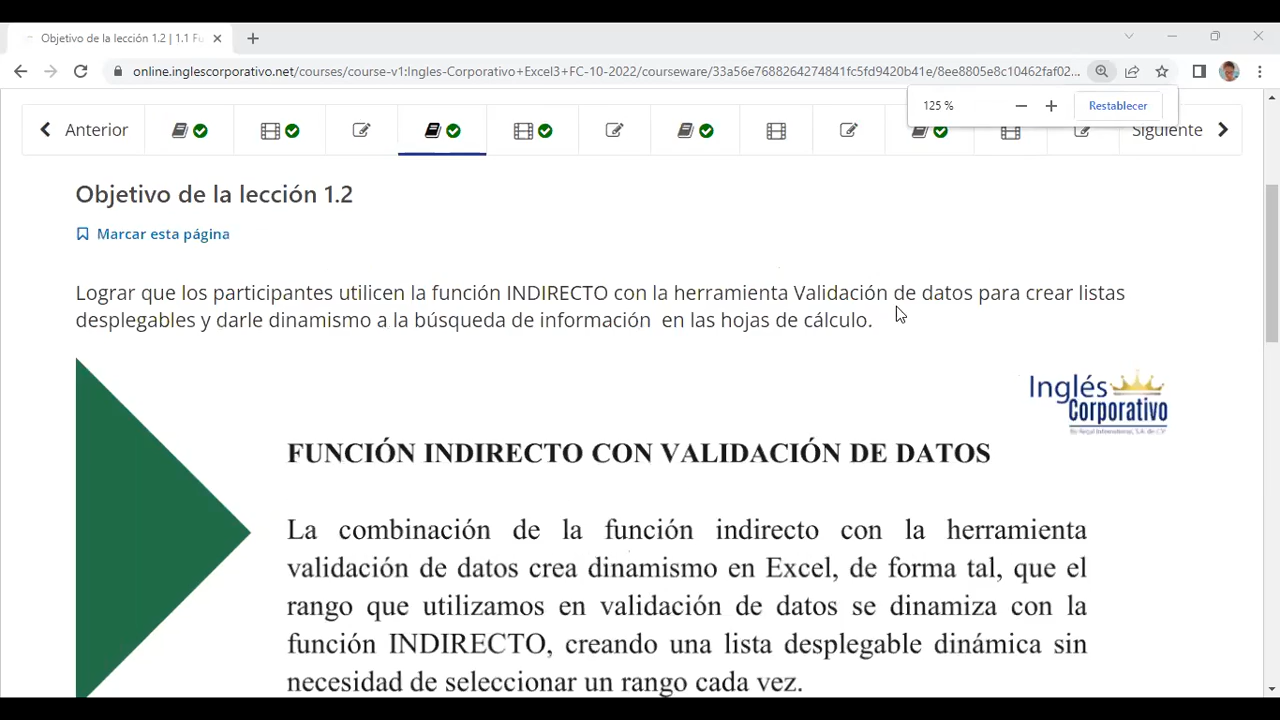 Objetivo de la lección 1.2 | 1.1 Fu
online.inglescorporativo.net/courses/course-v1:Ingles-Corporativo+Excel3+FC-10-2022/courseware/33a56e7688264274841fc5fd9420b41e/8ee8805e8c10462faf02...
125 %
Restablecer
Anterior
Siguiente
Objetivo de la lección 1.2
Marcar esta página
Lograr que los participantes utilicen la función INDIRECTO con la herramienta Validación de datos para crear listas
desplegables y darle dinamismo a la búsqueda de información en las hojas de cálculo.
Inglés
Corporativo
FUNCIÓN INDIRECTO CON VALIDACIÓN DE DATOS
La combinación de la función indirecto con la herramienta
validación de datos crea dinamismo en Excel, de forma tal, que el
rango que utilizamos en validación de datos se dinamiza con la
función INDIRECTO, creando una lista desplegable dinámica sin
necesidad de seleccionar un rango cada vez.